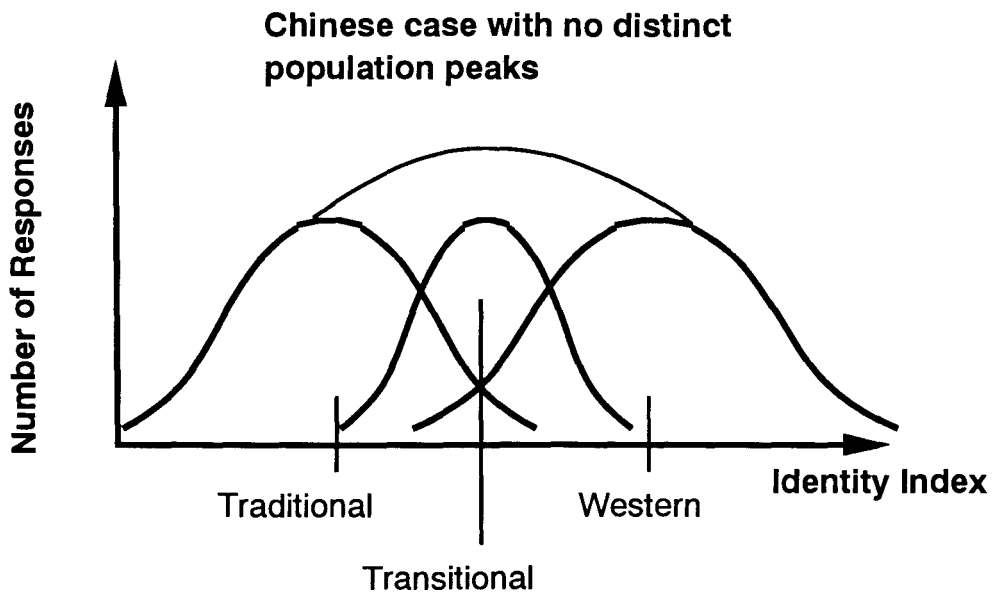 Chinese case with no distinct
population peaks
Number of Responses
Identity Index
Traditional
Western
Transitional